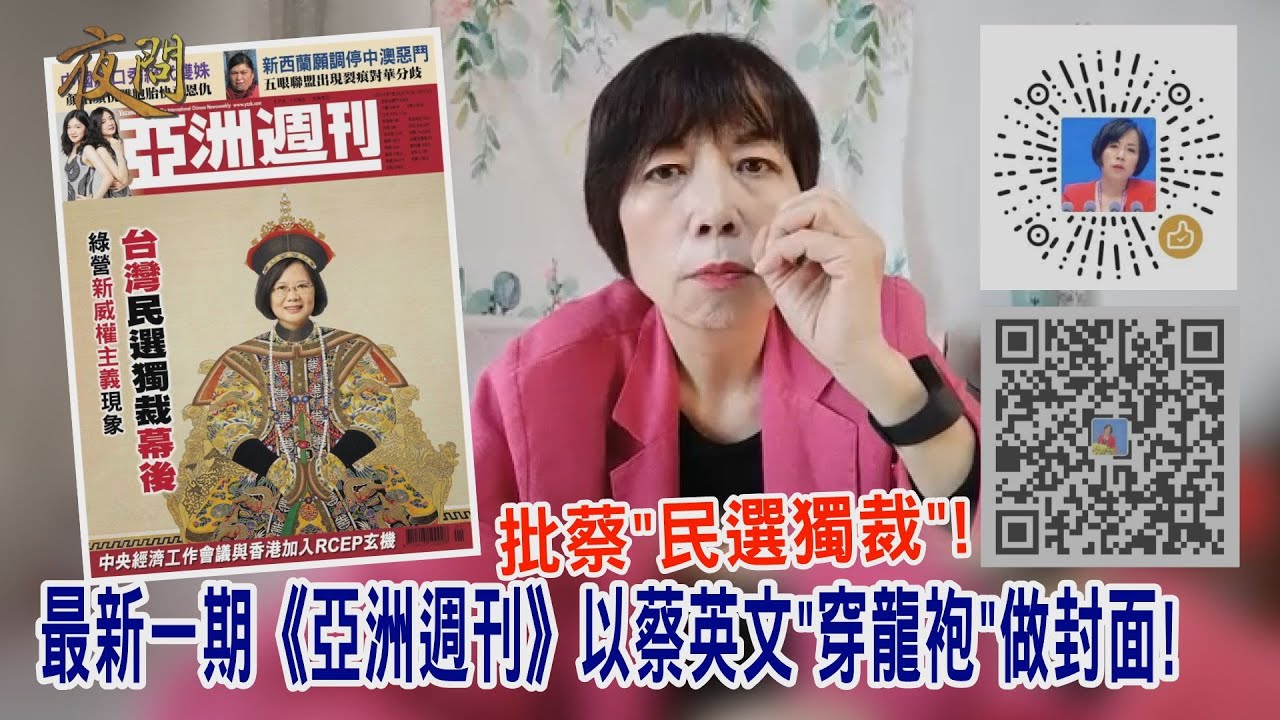 夜問
新西蘭願調停中澳惡鬥
五眼聯盟出現裂痕對華分歧
亞洲週刊
台灣民選獨裁幕後
綠營新威權主義現象
中央經濟工作會議與香港加入RCEP玄機
批蔡"民選獨裁"!
最新一期《亞洲週刊》以蔡英文"穿龍袍"做封面!